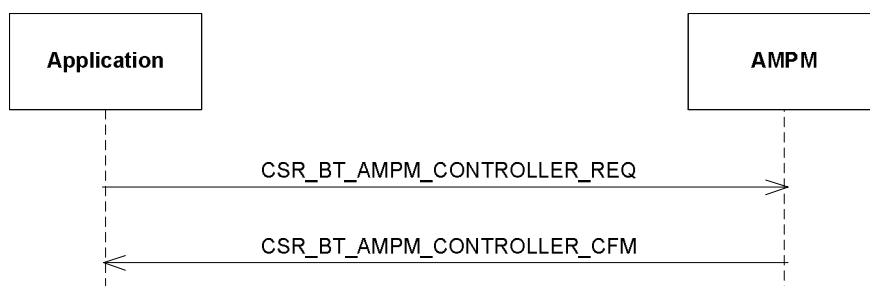 Application
AMPM
CSR_BT_AMPM_CONTROLLER_REQ
CSR_BT_AMPM_CONTROLLER_CFM